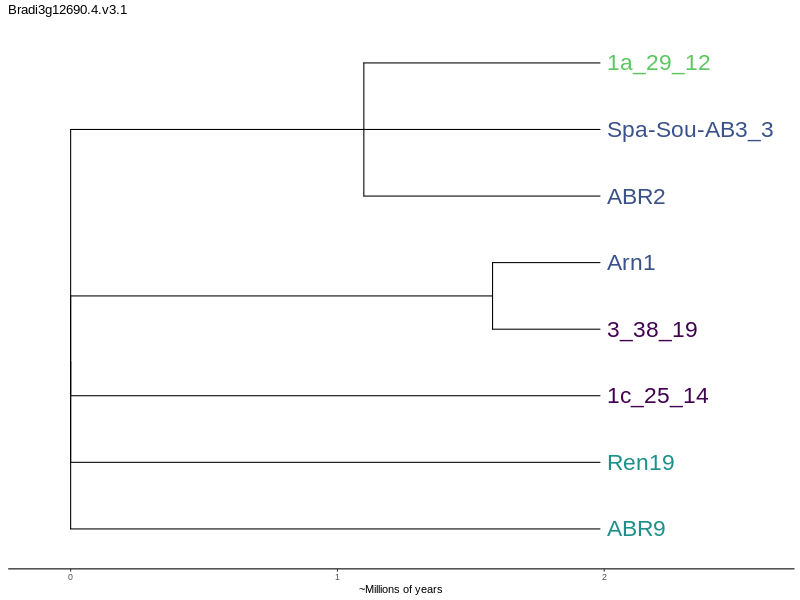 Bradi3g12690.4.v3.1
1a_29_12
Spa-Sou-AB3_3
ABR2
Arn1
3_38_19
1c_25_14
Ren19
ABR9
0 1 2
~Millions of years